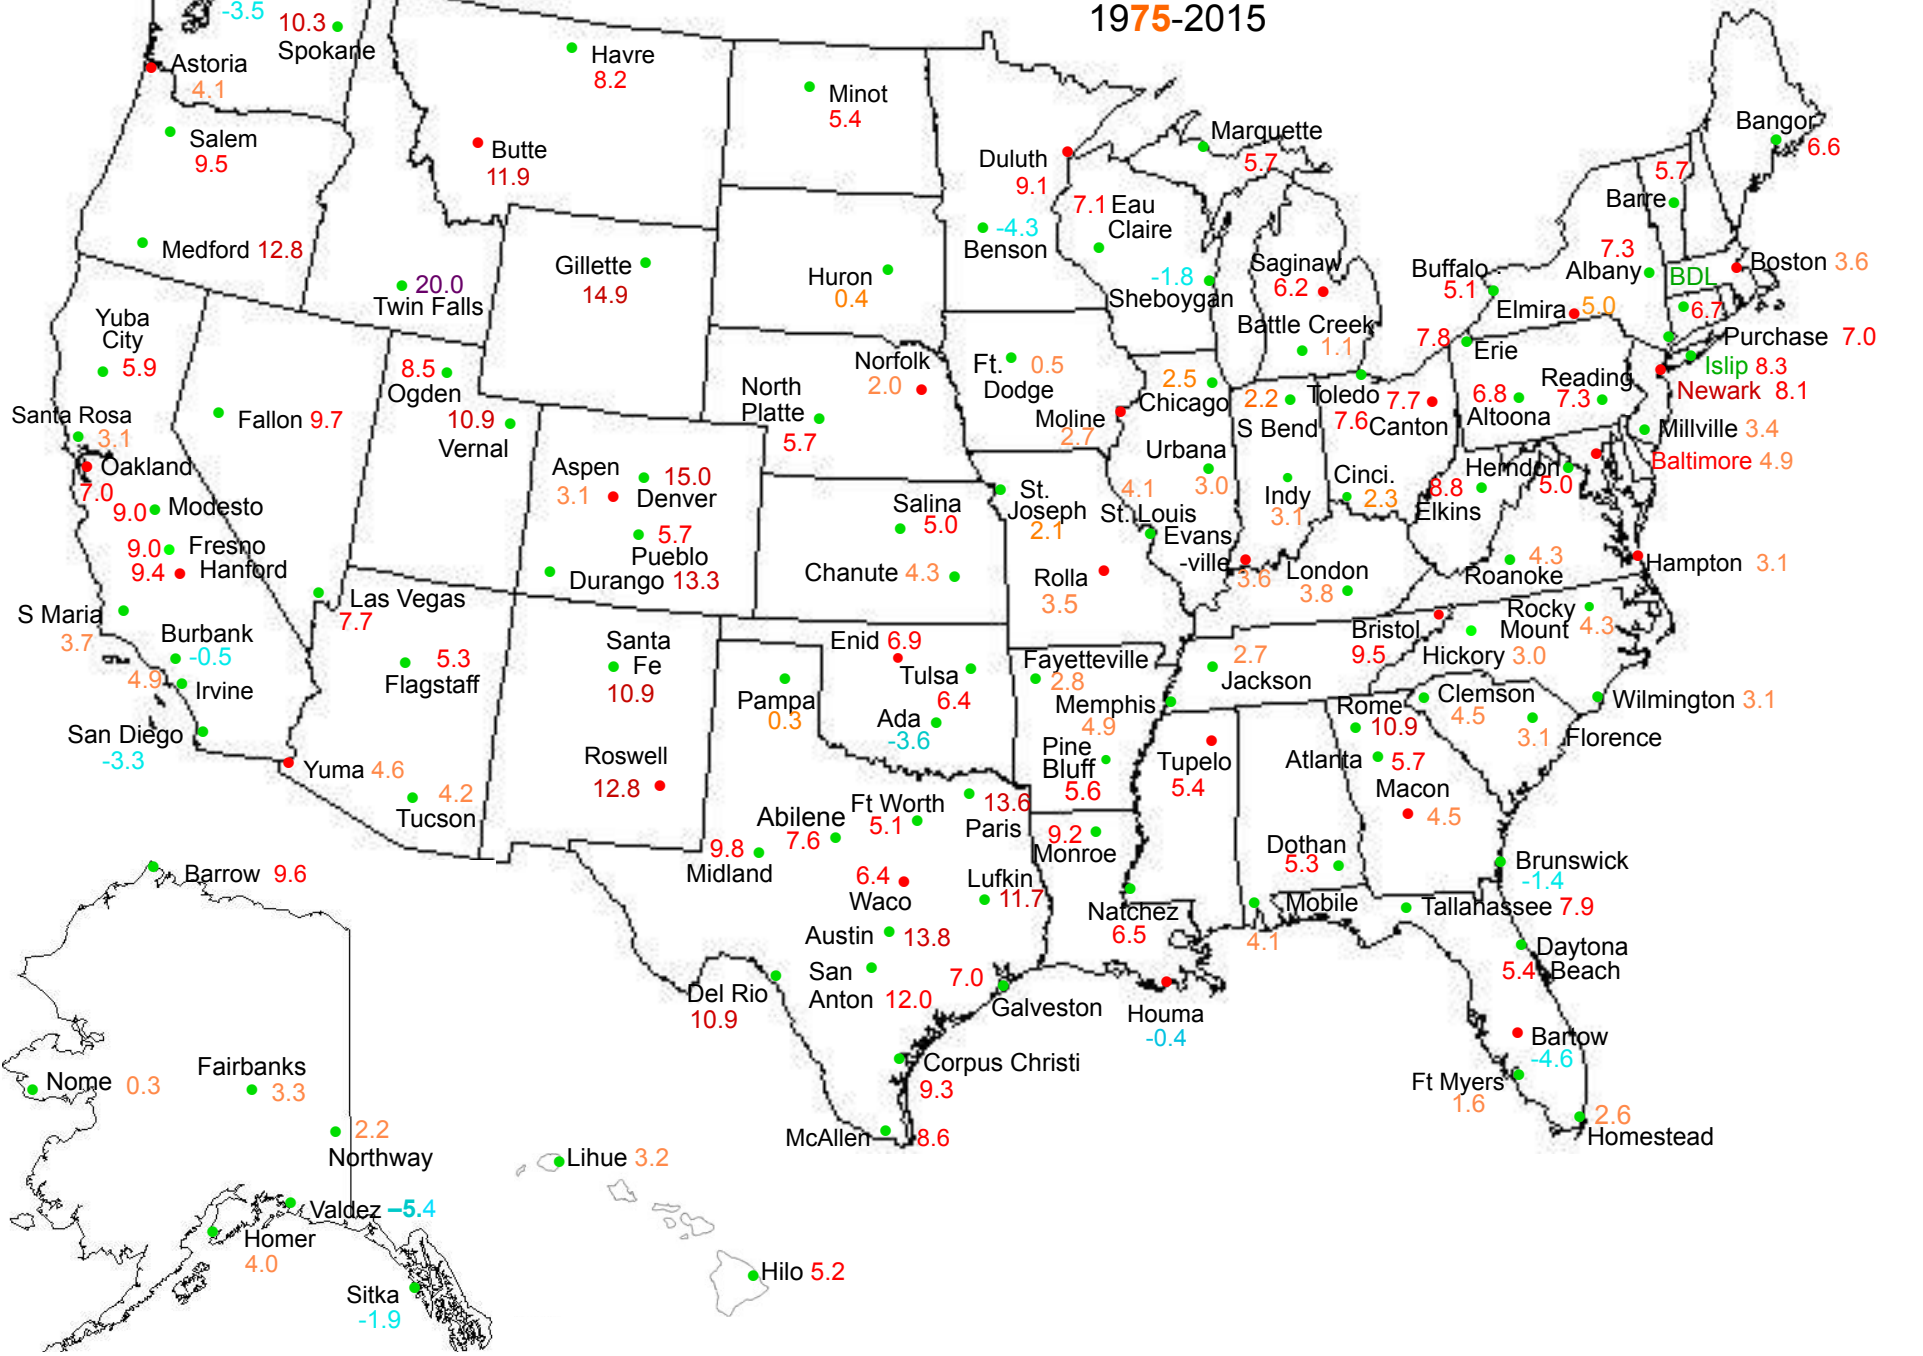 1975-2015
-3.5
10.3
Spokane
Astoria
4.1
Havre
8.2
Minot
5.4
Salem
9.5
Butte
11.9
Duluth
9.1
Marquette
5.7
Bangor
6.6
5.7
Barre
7.1 Eau
Claire
-4.3
Benson
Medford 12.8
20.0
Twin Falls
Gillette
14.9
Huron
0.4
-1.8
Sheboygan
Saginaw
6.2
Battle Creek
1.1
Buffalo
5.1
7.3
Albany
BDL
6.7
Boston 3.6
Elmira 5.0
7.8
Erie
Purchase 7.0
Islip 8.3
Newark 8.1
Yuba
City
5.9
8.5
Ogden
10.9
Vernal
Norfolk
2.0
North
Platte
5.7
Ft.
Dodge
0.5
Moline
2.7
2.5
Chicago
2.2
S Bend
Toledo
7.6
7.7
Canton
6.8
Altoona
Reading
7.3
Millville 3.4
Baltimore 4.9
Santa Rosa
3.1
Fallon 9.7
Oakland
7.0
9.0 Modesto
9.0 Fresno
9.4 Hanford
Aspen
3.1
15.0
Denver
5.7
Pueblo
Durango 13.3
Salina
5.0
Chanute 4.3
St.
Joseph
2.1
Urbana
3.0
4.1
St. Louis
Evans
-ville
3.6
Indy
3.1
Cinci.
2.3
8.8
Elkins
Herndon
5.0
Rolla
3.5
London
3.8
4.3
Roanoke
Hampton 3.1
S Maria
3.7
Las Vegas
7.7
Burbank
-0.5
4.9
Irvine
San Diego
-3.3
5.3
Flagstaff
Yuma 4.6
4.2
Tucson
Santa
Fe
10.9
Roswell
12.8
Enid 6.9
Tulsa
6.4
Pampa
0.3
Ada
-3.6
Fayetteville
2.8
Memphis
4.9
Pine
Bluff
5.6
2.7
Jackson
Bristol
9.5
Rocky
Mount
4.3
Hickory 3.0
Clemson
4.5
Wilmington 3.1
Rome
10.9
3.1 Florence
Atlanta 5.7
Macon
4.5
Tupelo
5.4
Ft Worth
5.1
13.6
Paris
Abilene
7.6
9.8
Midland
9.2
Monroe
6.4
Waco
Lufkin
11.7
Dothan
5.3
Brunswick
-1.4
Mobile
4.1
Tallahassee 7.9
Natchez
6.5
Austin 13.8
San
Anton 12.0
7.0
Galveston
Del Rio
10.9
Houma
-0.4
Daytona
Beach
5.4
Bartow
-4.6
Ft Myers
1.6
2.6
Homestead
Corpus Christi
9.3
McAllen 8.6
Barrow 9.6
Nome 0.3
Fairbanks
3.3
2.2
Northway
Valdez –5.4
Homer
4.0
Sitka
-1.9
Lihue 3.2
Hilo 5.2